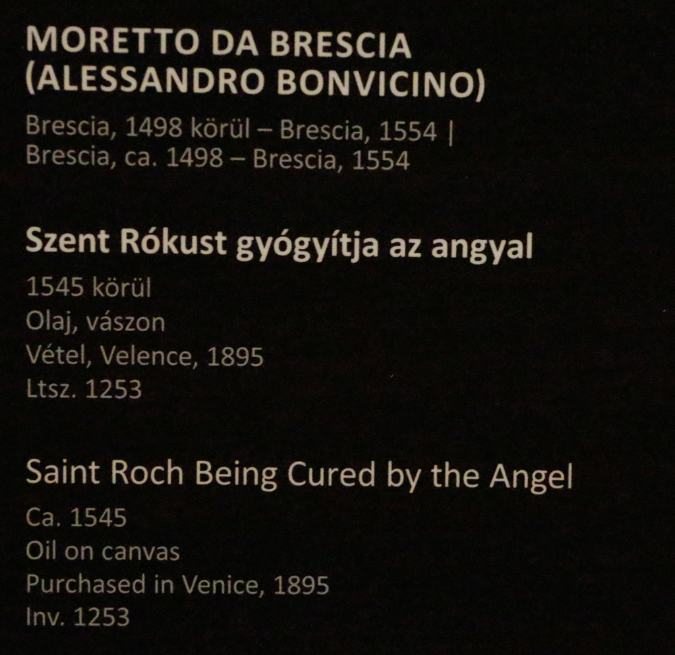 MORETTO DA BRESCIA
(ALESSANDRO BONVICINO)
Brescia, 1498 körül – Brescia, 1554 |
Brescia, ca. 1498 – Brescia, 1554
Szent Rókust gyógyítja az angyal
1545 körül
Olaj, vászon
Vétel, Velence, 1895
Ltsz. 1253
Saint Roch Being Cured by the Angel
Ca. 1545
Oil on canvas
Purchased in Venice, 1895
Inv. 1253